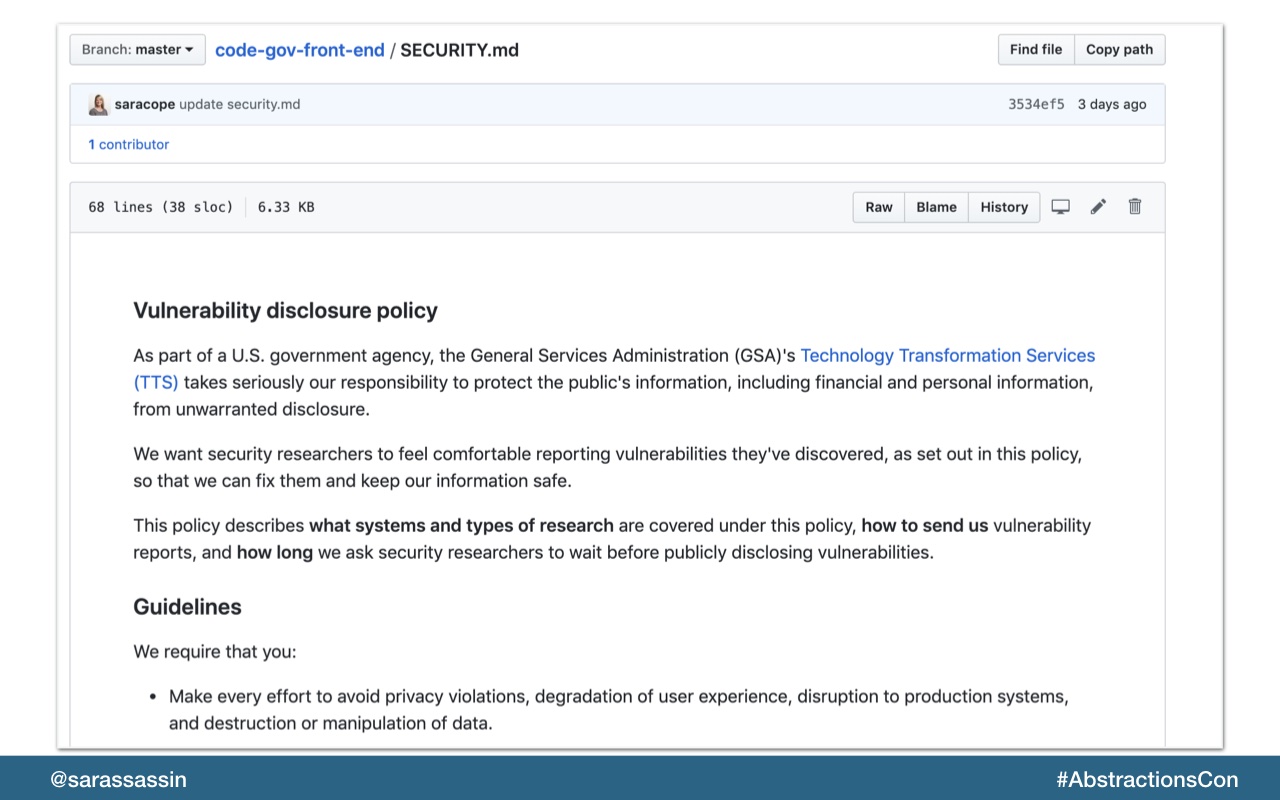 Branch: master
code-gov-front-end / SECURITY.md
Find file
Copy path
saracope update security.md
3534ef5 3 days ago
1 contributor
68 lines (38 sloc) 6.33 KB
Raw
Blame
History
Vulnerability disclosure policy
As part of a U.S. government agency, the General Services Administration (GSA)'s Technology Transformation Services
(TTS) takes seriously our responsibility to protect the public's information, including financial and personal information,
from unwarranted disclosure.
We want security researchers to feel comfortable reporting vulnerabilities they've discovered, as set out in this policy,
so that we can fix them and keep our information safe.
This policy describes what systems and types of research are covered under this policy, how to send us vulnerability
reports, and how long we ask security researchers to wait before publicly disclosing vulnerabilities.
Guidelines
We require that you:
• Make every effort to avoid privacy violations, degradation of user experience, disruption to production systems,
and destruction or manipulation of data.
@sarassassin
#AbstractionsCon